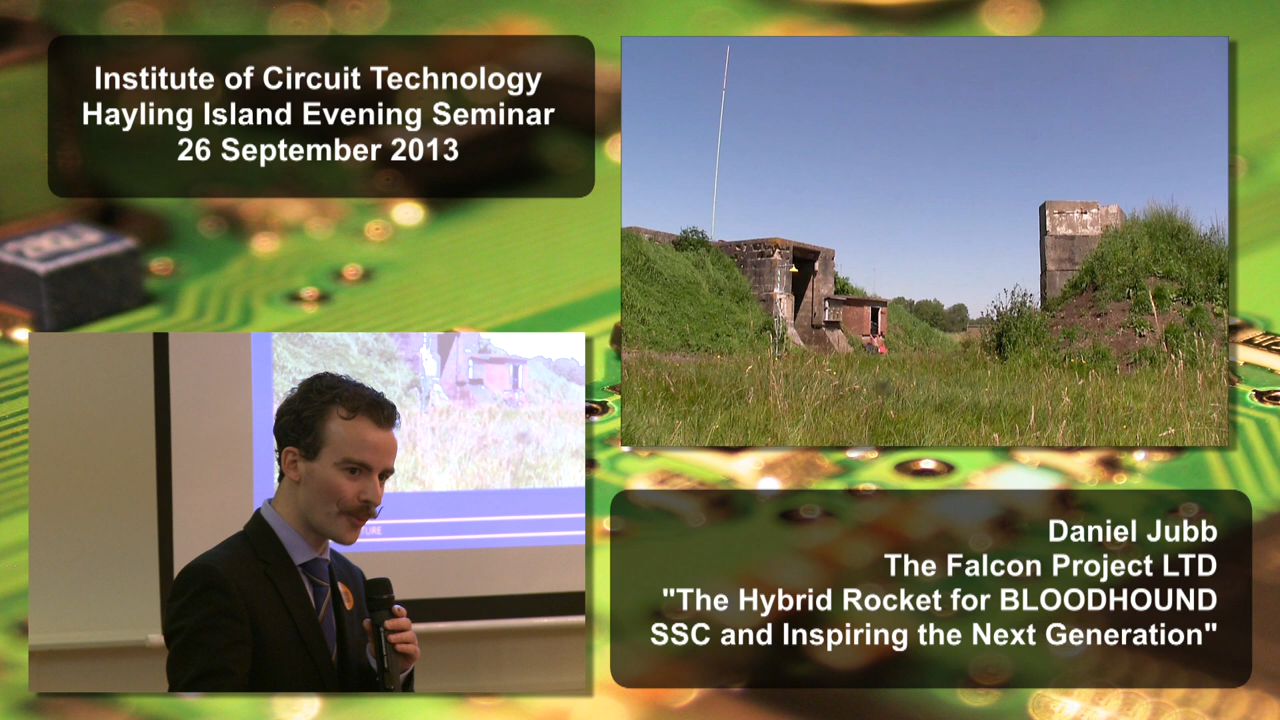 Institute of Circuit Technology
Hayling Island Evening Seminar
26 September 2013
Daniel Jubb
The Falcon Project LTD
"The Hybrid Rocket for BLOODHOUND
SSC and Inspiring the Next Generation"